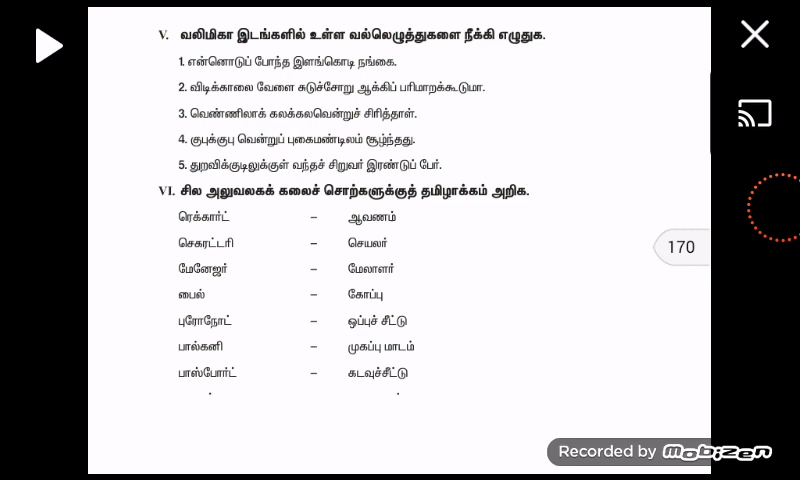 V. வலிமிகா இடங்களில் உள்ள வல்லெழுத்துகளை நீக்கி எழுதுக.
1. என்னொடுப் போந்த இளங்கொடி நங்கை.
2. விடிக்காலை வேளை சுடுச்சோறு ஆக்கிப் பரிமாறக்கூடுமா.
3. வெண்ணிலாக் கலக்கலவென்றுச் சிரித்தாள்.
4. குபுக்குபு வென்றுப் புகைமண்டிலம் சூழ்ந்தது.
5. துறவிக்குடிலுக்குள் வந்தச் சிறுவர் இரண்டுப் பேர்.
VI. சில அலுவலகக் கலைச் சொற்களுக்குத் தமிழாக்கம் அறிக.
ரெக்கார்ட் – ஆவணம்
செகரட்டரி – செயலர்
மேனேஜர் – மேலாளர்
170
பைல் – கோப்பு
புரோநோட் – ஒப்புச் சீட்டு
பால்கனி – முகப்பு மாடம்
பாஸ்போர்ட் – கடவுச்சீட்டு
Recorded by Mobizen